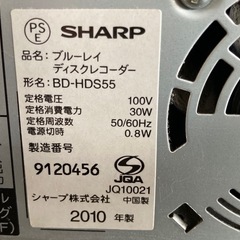 PS
E
SHARP
品名：ブルーレイ
ディスクレコーダー
形名：BD-HDS55
定格電圧 100V
定格消費電力 30W
定格周波数 50/60Hz
電源切時 0.8W
製造番号
9120456
JQA
JQ10021
シャープ株式会社 中国製
2010 年製